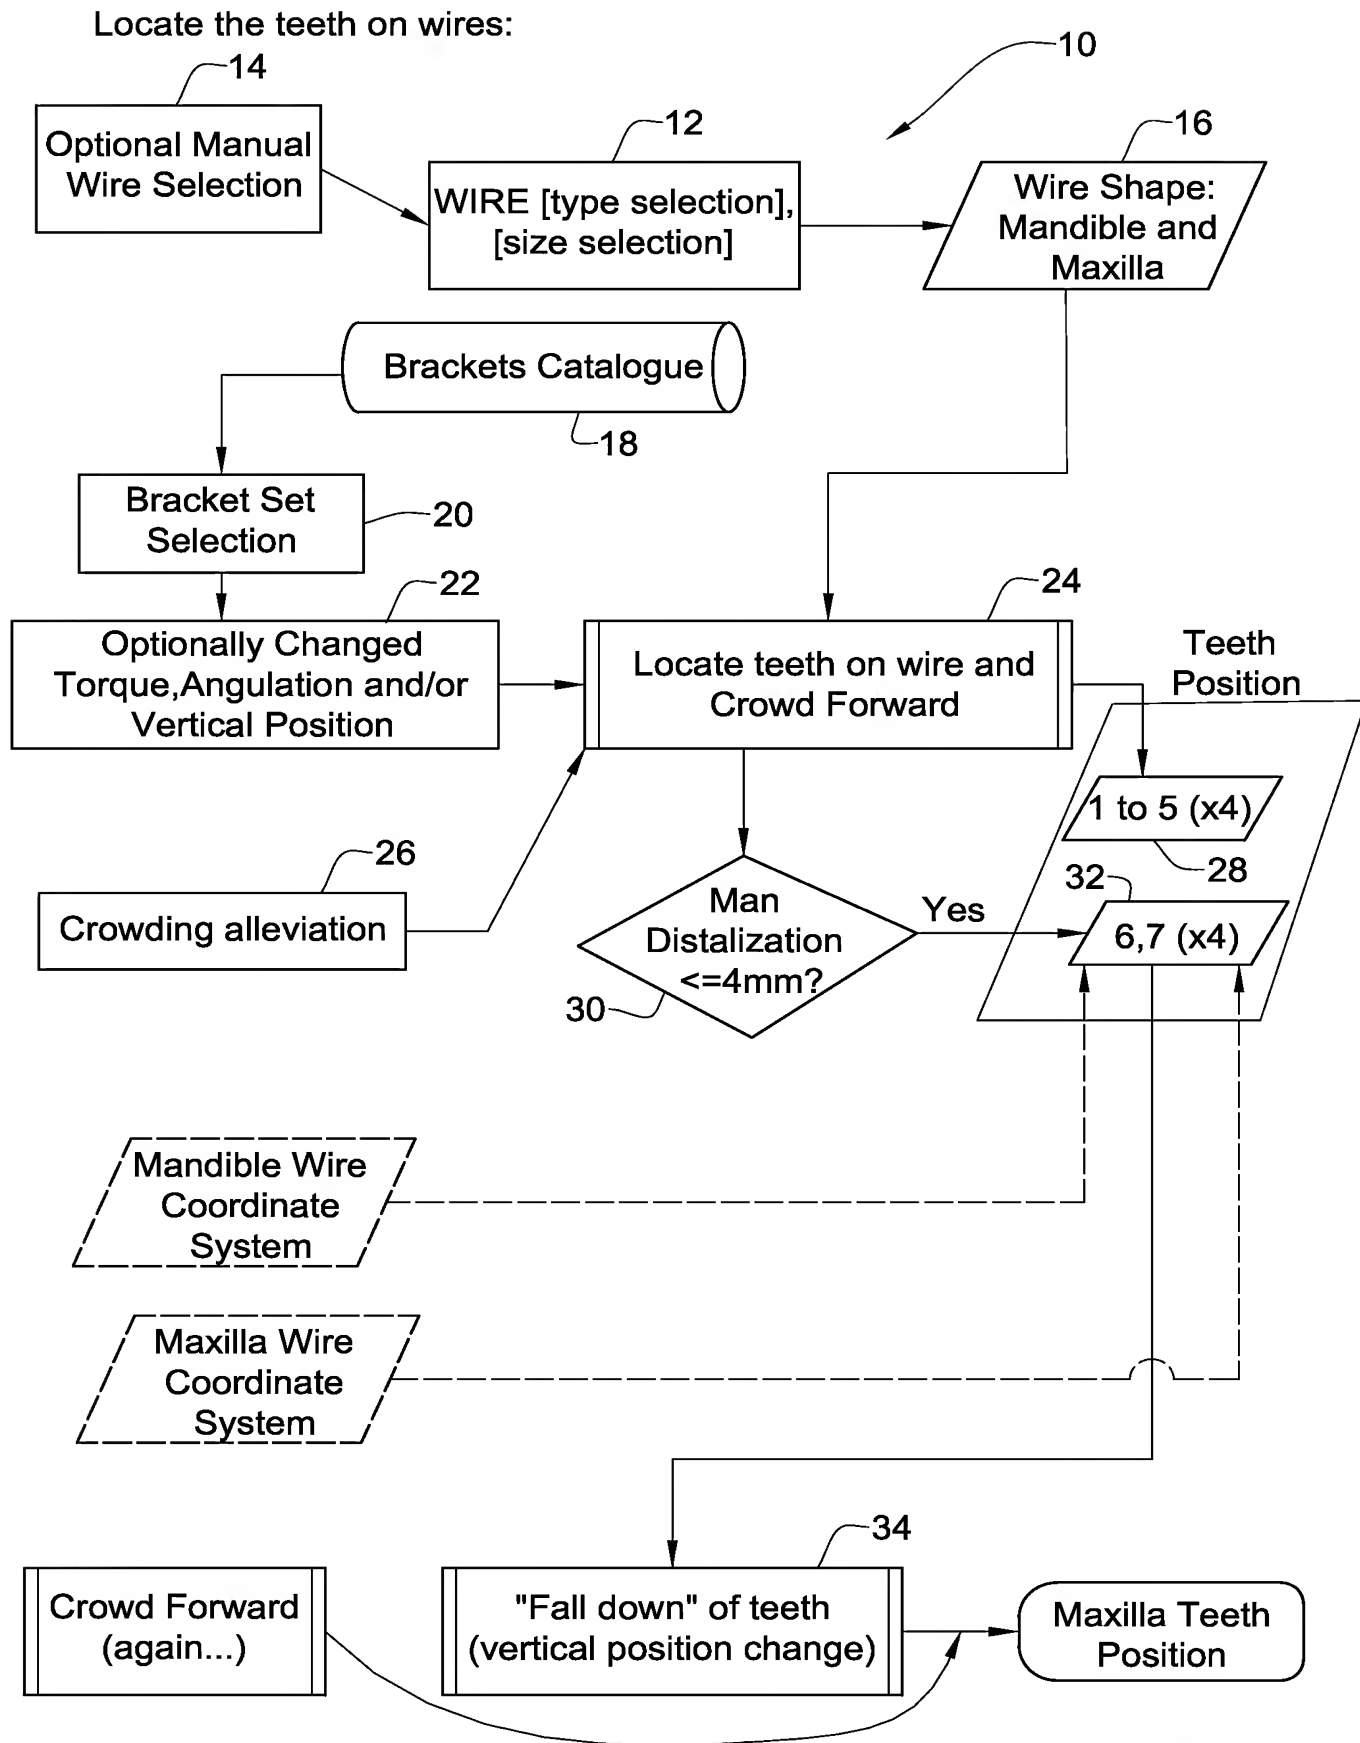 Locate the teeth on wires:
14
10
12
16
Optional Manual
Wire Selection
WIRE [type selection],
[size selection]
Wire Shape:
Mandible and
Maxilla
Brackets Catalogue
18
Bracket Set
Selection
20
22
24
Optionally Changed
Torque,Angulation and/or
Vertical Position
Locate teeth on wire and
Crowd Forward
Teeth
Position
1 to 5 (x4)
28
26
Crowding alleviation
Man
Distalization
<=4mm?
30
Yes
32
6,7 (x4)
Mandible Wire
Coordinate
System
Maxilla Wire
Coordinate
System
34
Crowd Forward
(again...)
"Fall down" of teeth
(vertical position change)
Maxilla Teeth
Position